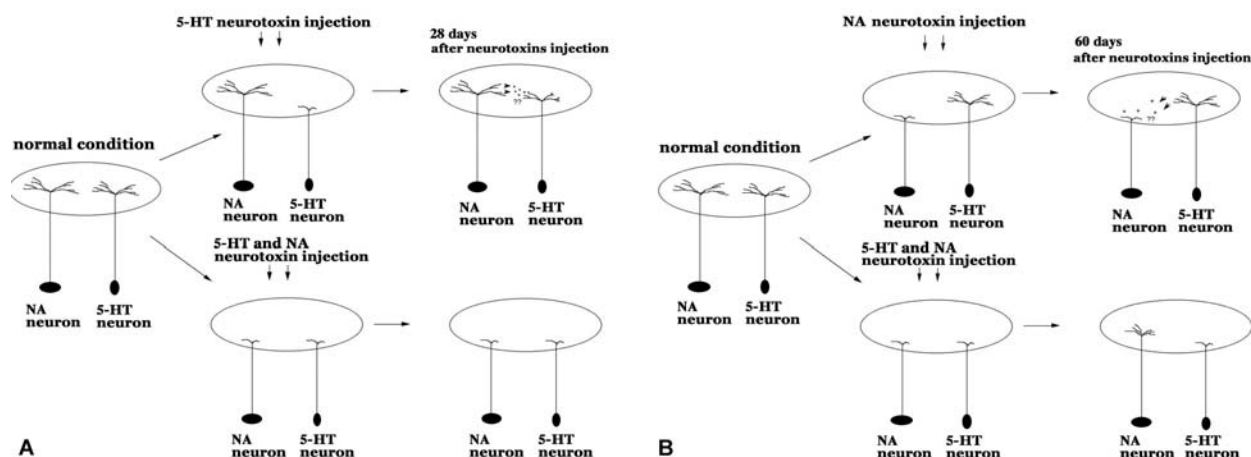 5-HT neurotoxin injection
28 days
after neurotoxins injection
??
normal condition
NA
neuron
5-HT
neuron
NA
neuron
5-HT
neuron
NA
neuron
5-HT
neuron
5-HT and NA
neurotoxin injection
NA
neuron
5-HT
neuron
NA
neuron
5-HT
neuron
A
NA neurotoxin injection
60 days
after neurotoxins injection
??
normal condition
NA
neuron
5-HT
neuron
NA
neuron
5-HT
neuron
NA
neuron
5-HT
neuron
5-HT and NA
neurotoxin injection
NA
neuron
5-HT
neuron
NA
neuron
5-HT
neuron
B